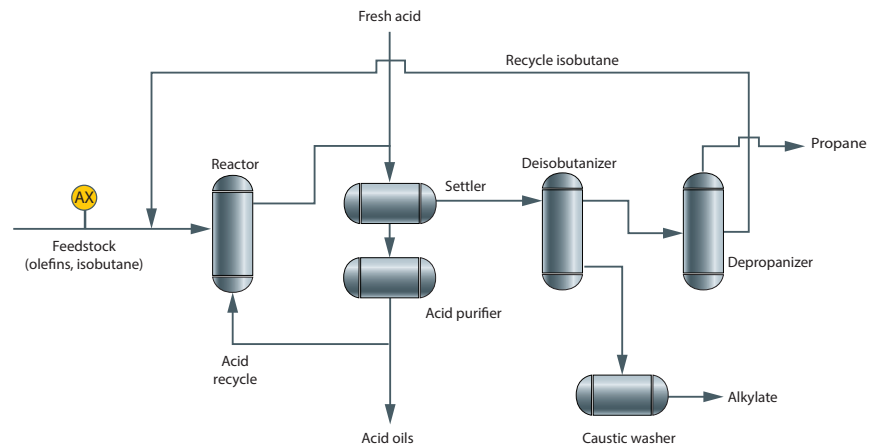 Fresh acid
Recycle isobutane
Propane
Reactor
Deisobutanizer
Settler
AX
Feedstock
(olefins, isobutane)
Depropanizer
Acid purifier
Acid
recycle
Alkylate
Acid oils
Caustic washer